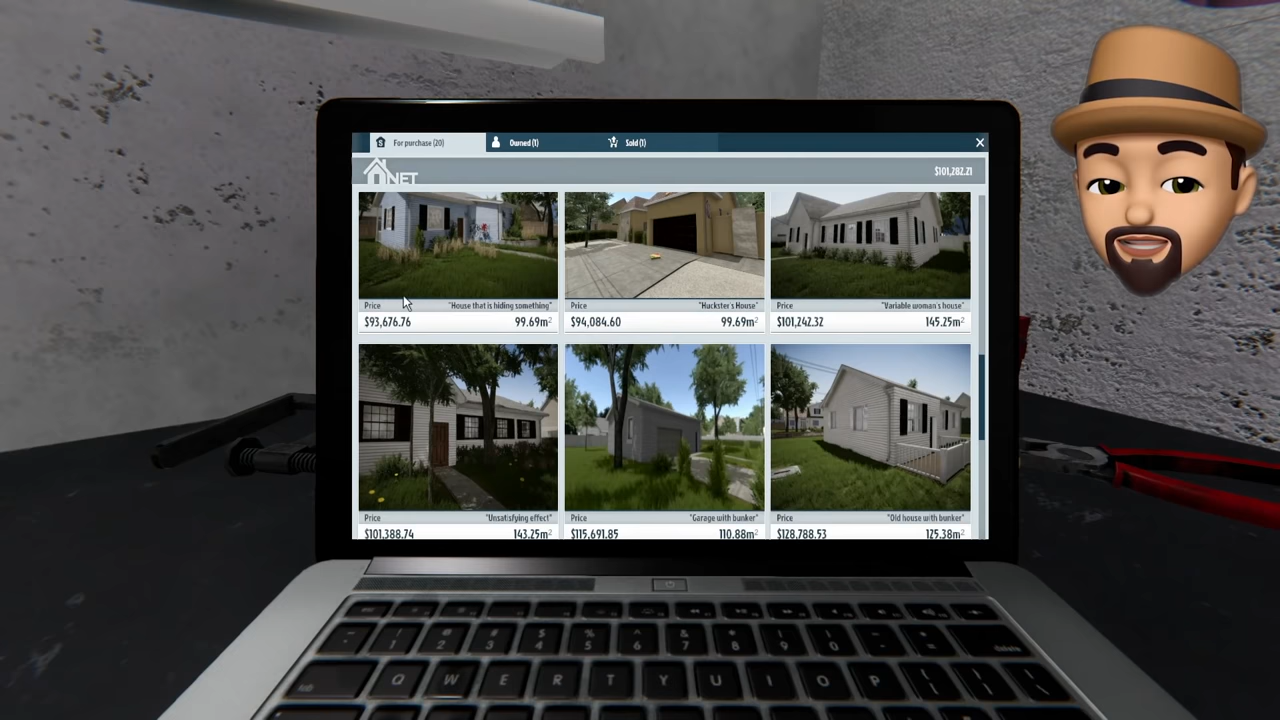 For purchase (20)
Owned (1)
Sold (1)
NET
$101,282.21
Price
"House that is hiding something"
$93,676.76
99.69m²
Price
"Huckster's House"
$94,084.60
99.69m²
Price
"Variable woman's house"
$101,242.32
145.25m²
Price
"Unsatisfying effect"
$101,388.74
143.25m²
Price
"Garage with bunker"
$115,691.85
110.88m²
Price
"Old house with bunker"
$128,788.53
125.38m²
delete
tab
Q W E R T Y U I O P